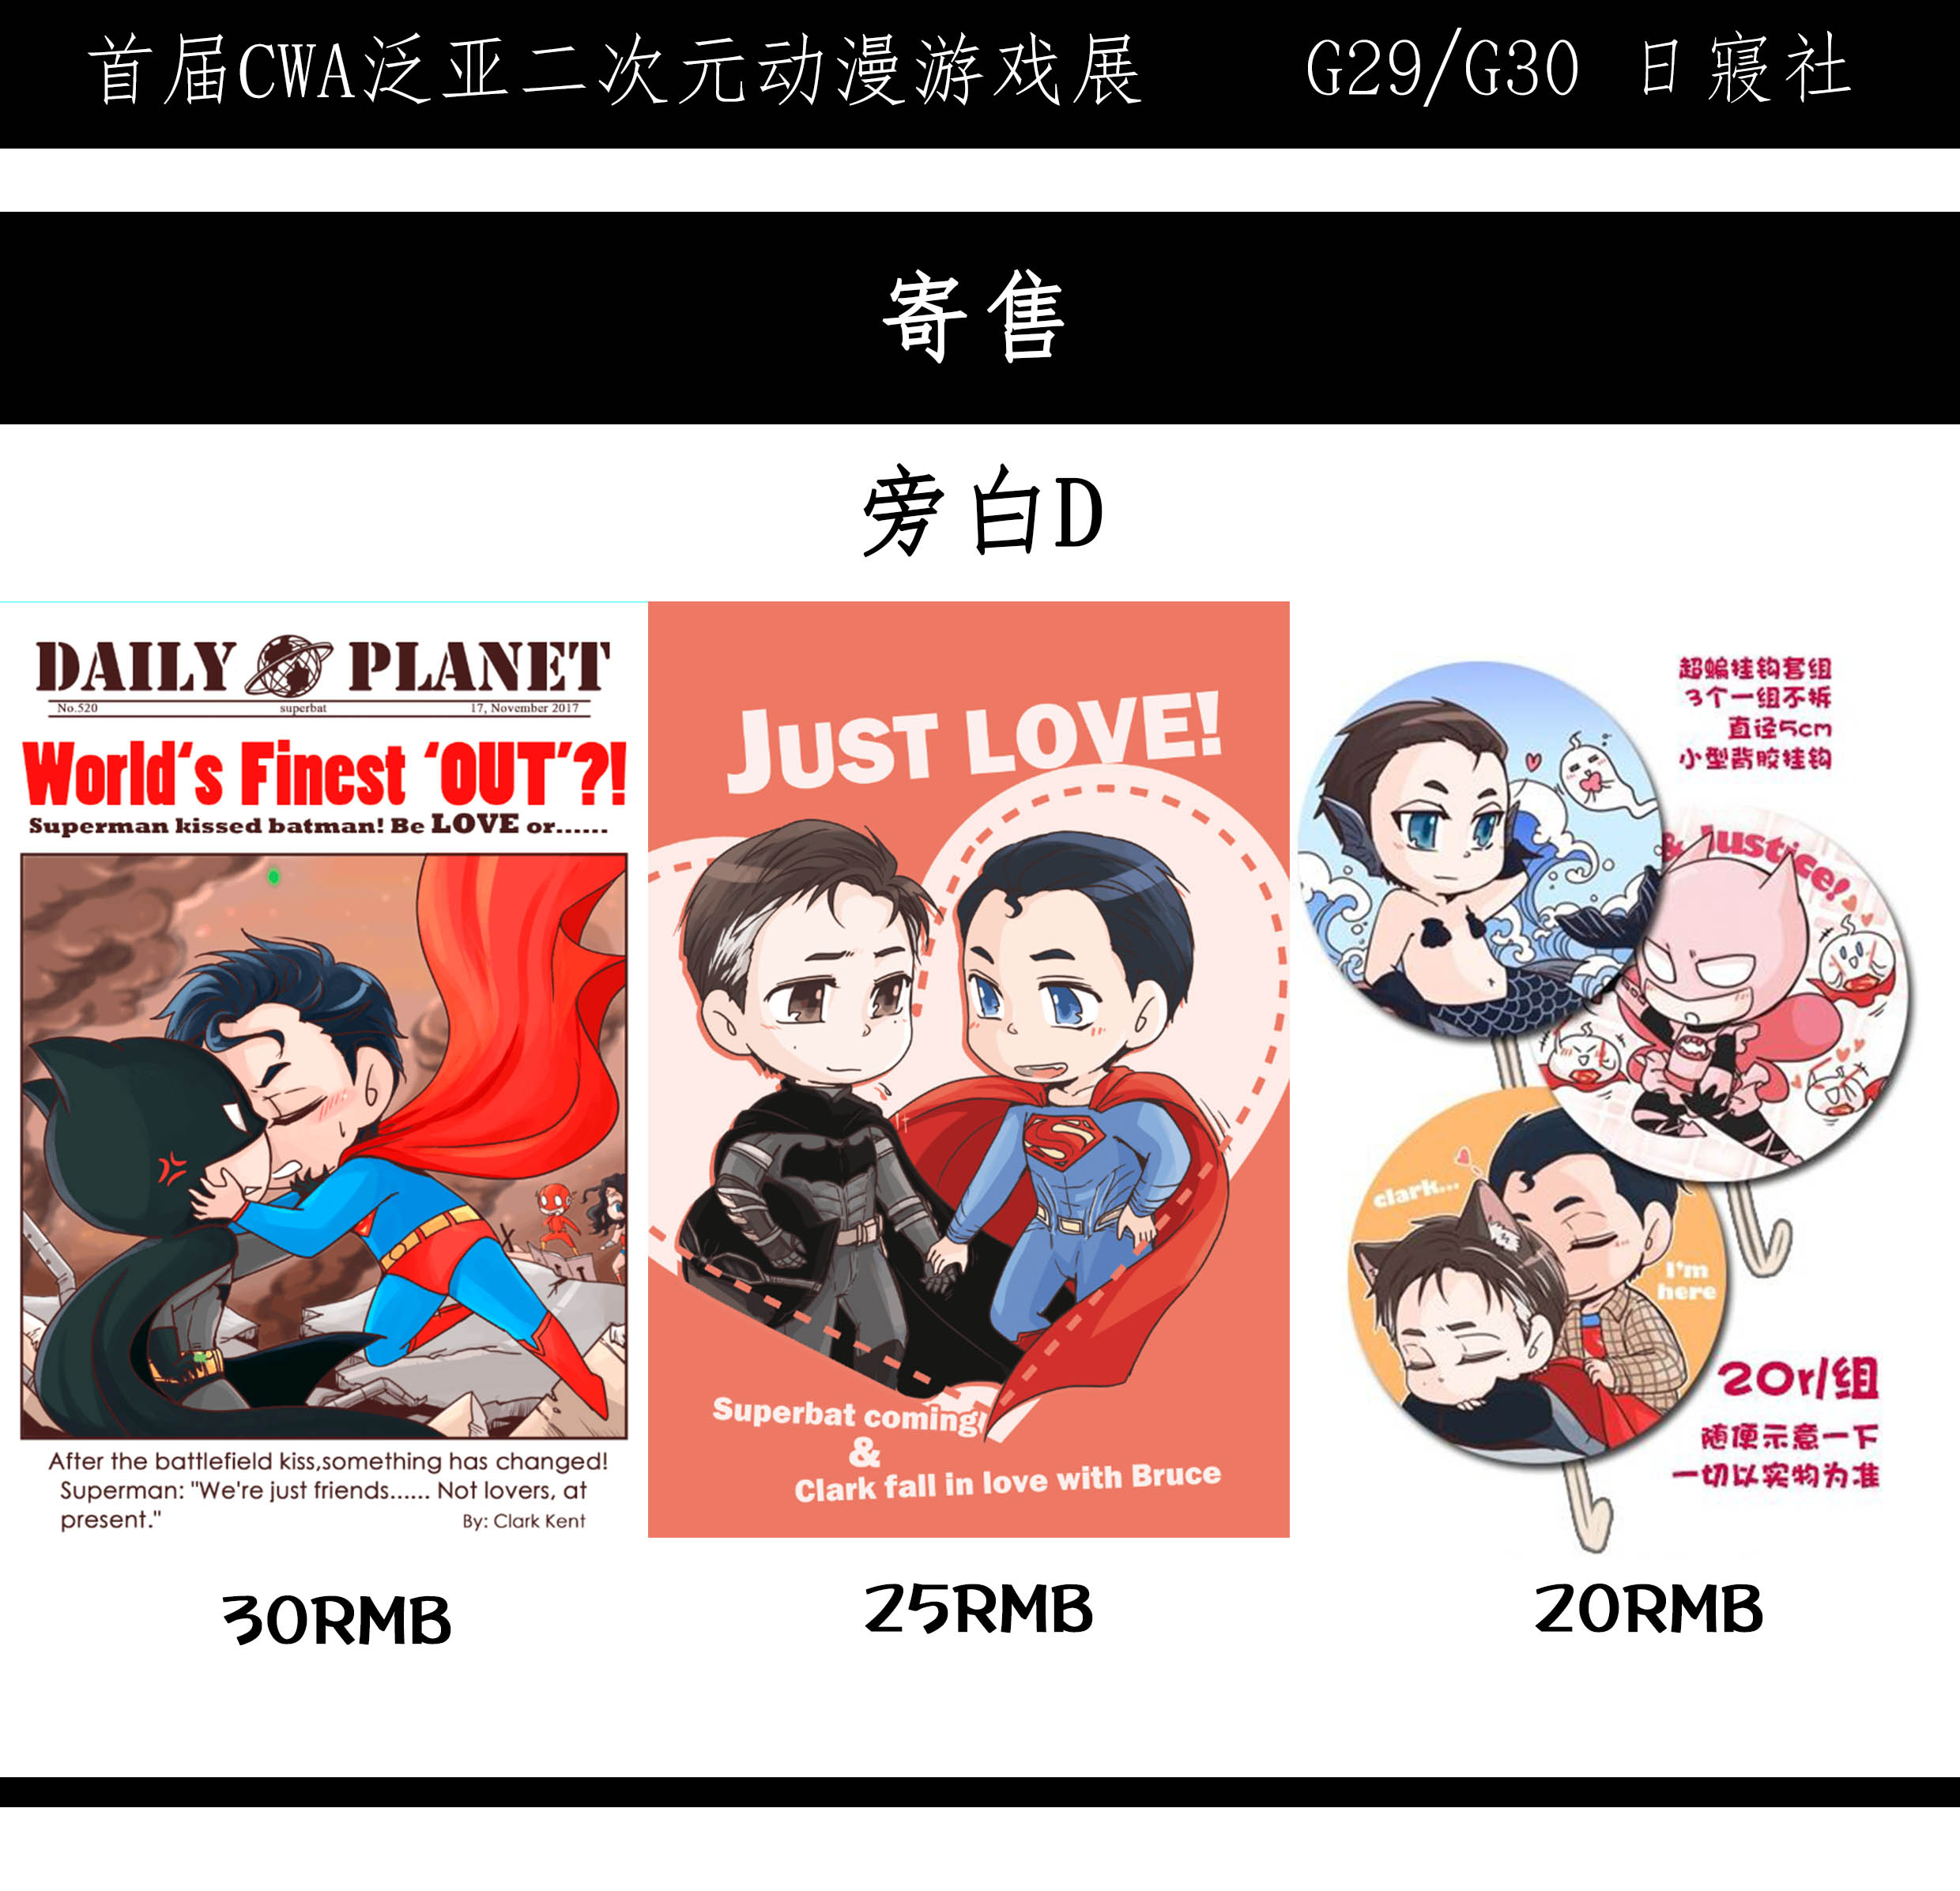 首届CWA泛亚二次元动漫游戏展 G29/G30 日寝社
寄售
旁白D
DAILY PLANET
No.520 superbat 17, November 2017
World's Finest 'OUT'?!
Superman kissed batman! Be LOVE or......
After the battlefield kiss,something has changed!
Superman: "We're just friends...... Not lovers, at
present."
By: Clark Kent
30RMB
JUST LOVE!
Superbat coming!
&
Clark fall in love with Bruce
25RMB
超蝙挂钩套组
3个一组不拆
直径5cm
小型背胶挂钩
& Justice!
clark...
I'm
here
20r/组
随便示意一下
一切以实物为准
20RMB